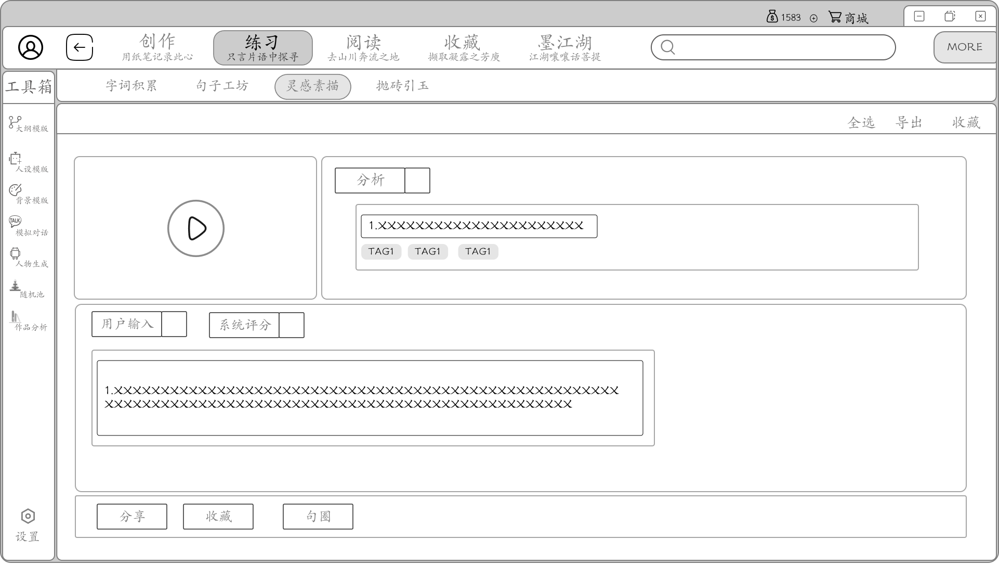 1583
商城
创作
用纸笔记录此心
练习
只言片语中探寻
阅读
去山川奔流之地
收藏
撷取凝露之芳庾
墨江湖
江湖嚷嚷话菩提
MORE
工具箱
字词积累
句子工坊
灵感素描
抛砖引玉
全选
导出
收藏
大纲模版
人设模版
背景模版
TALK
模拟对话
人物生成
随机池
作品分析
设置
分析
1.XXXXXXXXXXXXXXXXXXXXXX
TAG1
TAG1
TAG1
用户输入
系统评分
1.XXXXXXXXXXXXXXXXXXXXXXXXXXXXXXXXXXXXXXXXXXXXXXXXXXXXXX
XXXXXXXXXXXXXXXXXXXXXXXXXXXXXXXXXXXXXXXXXXXXXXXXXX
分享
收藏
句圈